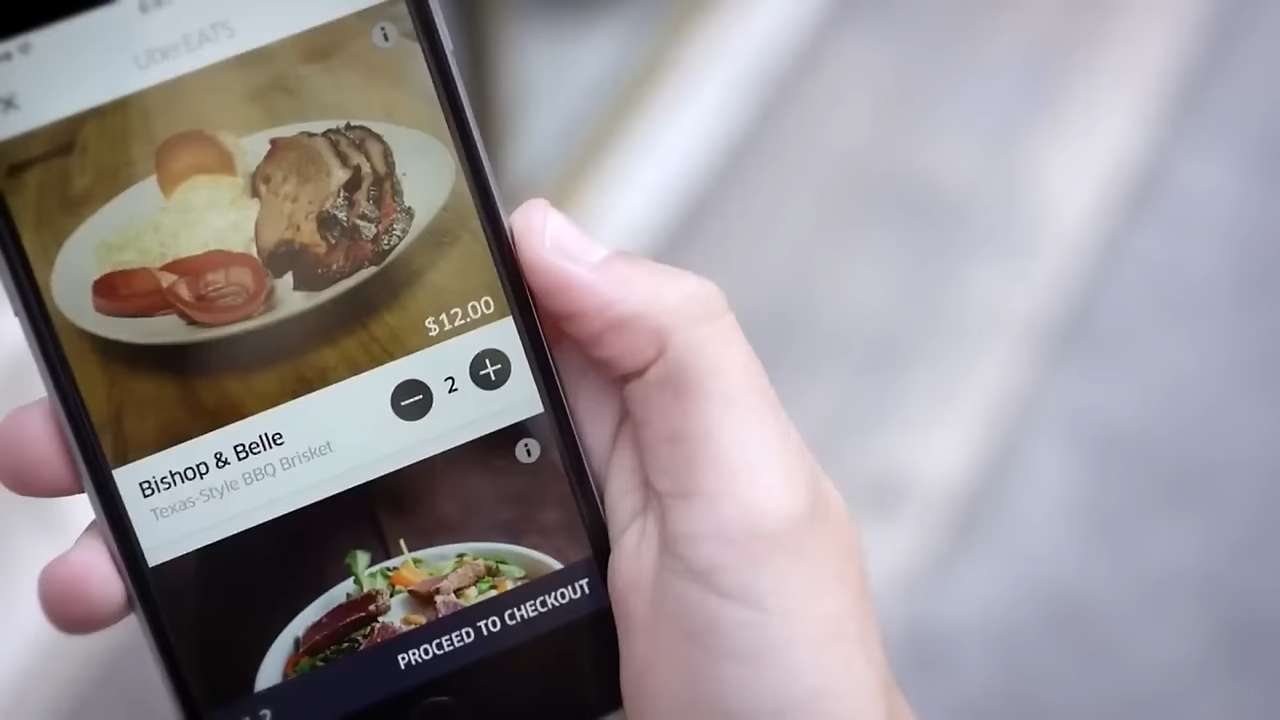 UberEATS
X
$12.00
2
Bishop & Belle
Texas-Style BBQ Brisket
PROCEED TO CHECKOUT